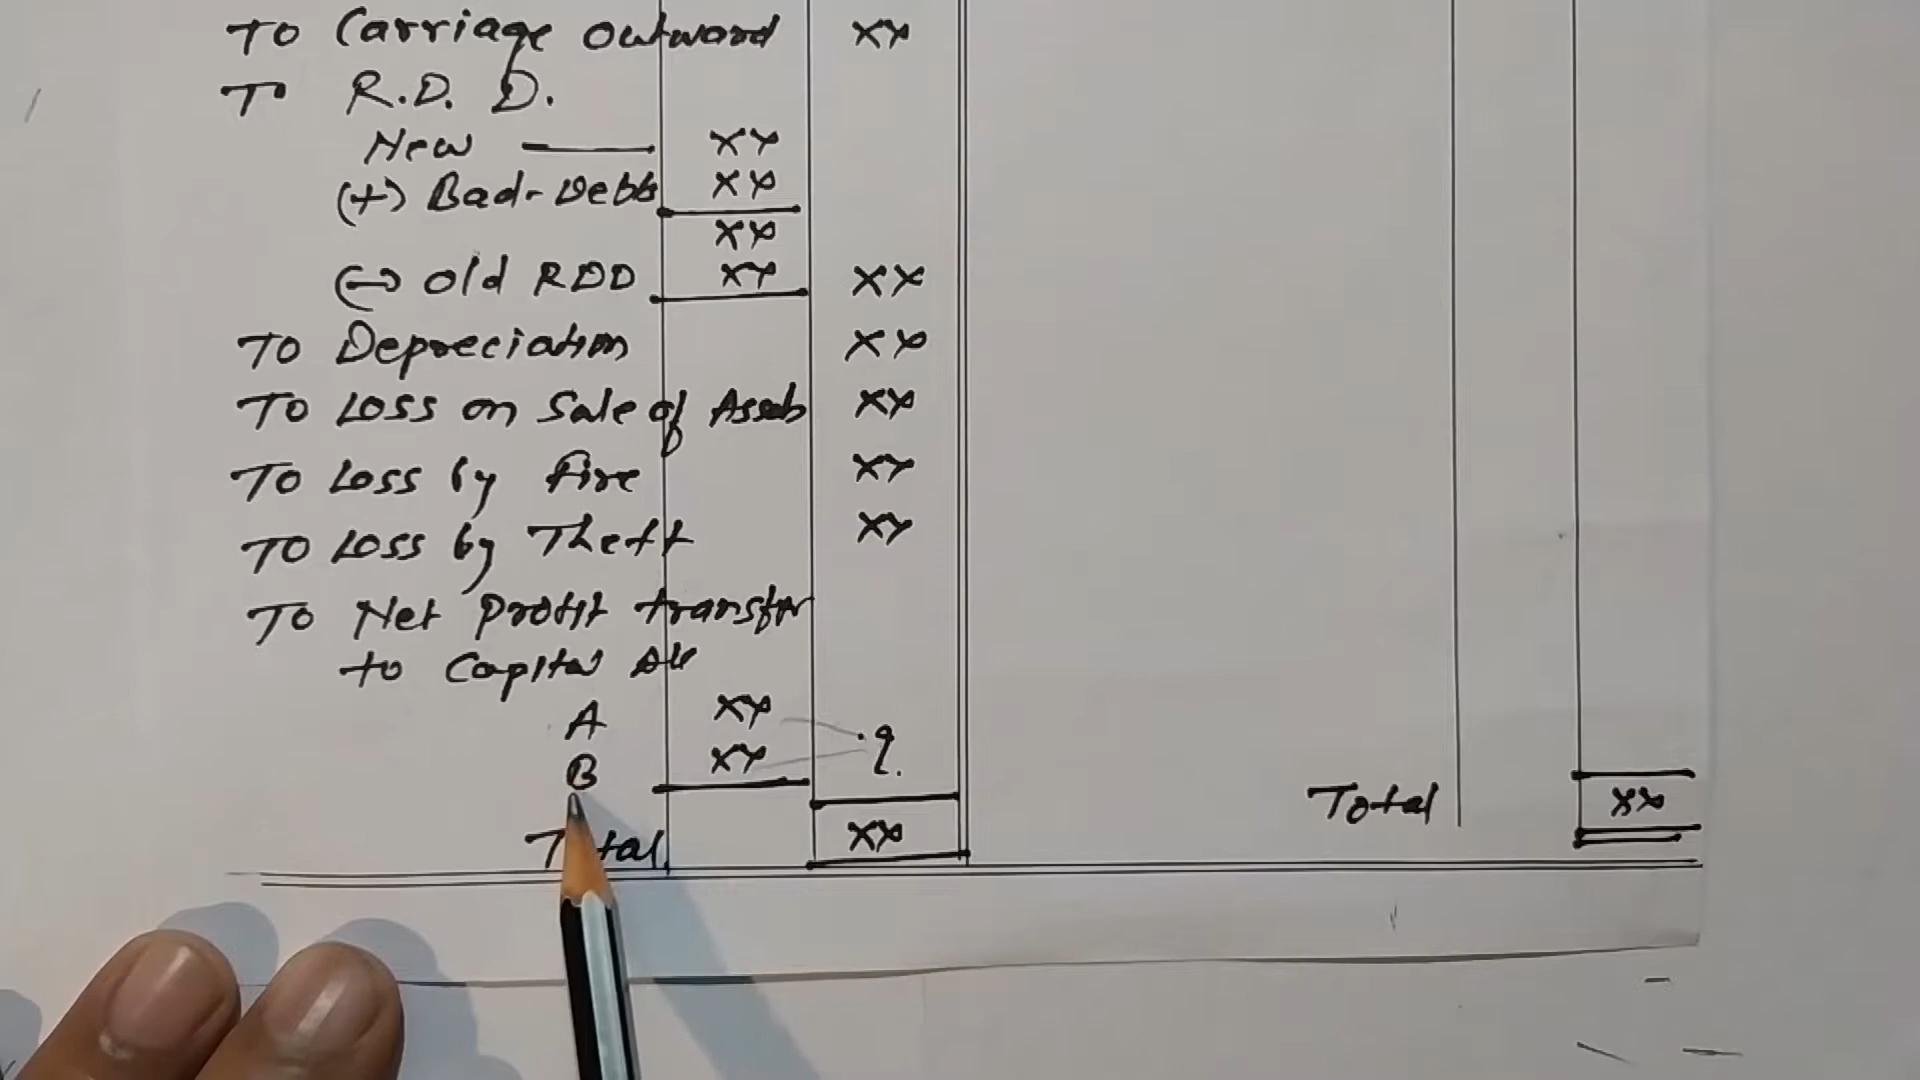 To Carriage Outward XX
To R.D.D.
New XX
(+) Bad-Debts XX
XX
(-) Old RDD XX XX
To Depreciation XX
To Loss on Sale of Assets XX
To Loss by Fire XX
To Loss by Theft XX
To Net Profit transfer
to Capital A/c
A XX
B XX
Total XX
Total XX